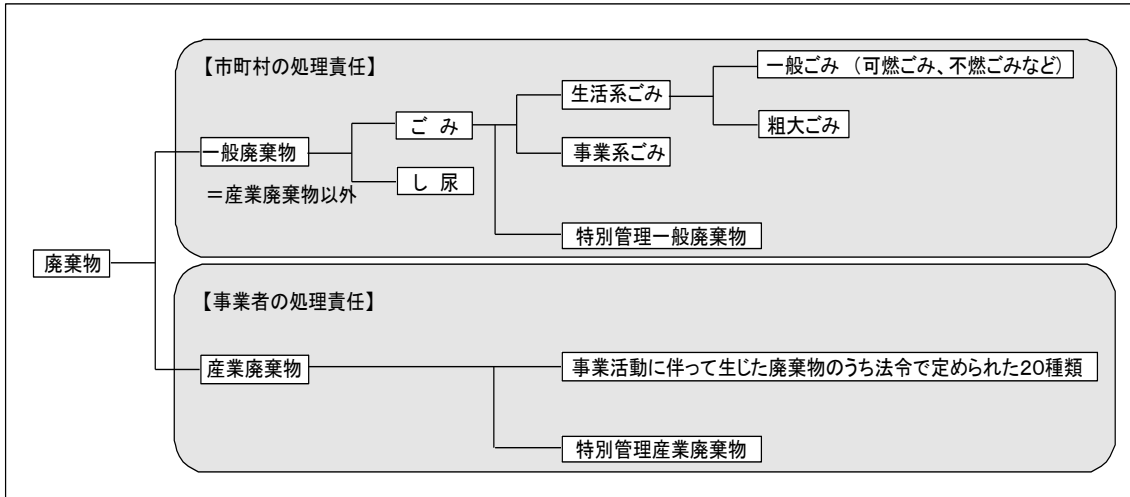 【市町村の処理責任】
一般ごみ （可燃ごみ、不燃ごみなど）
生活系ごみ
ご み
粗大ごみ
一般廃棄物
事業系ごみ
し 尿
＝産業廃棄物以外
特別管理一般廃棄物
廃棄物
【事業者の処理責任】
産業廃棄物
事業活動に伴って生じた廃棄物のうち法令で定められた20種類
特別管理産業廃棄物